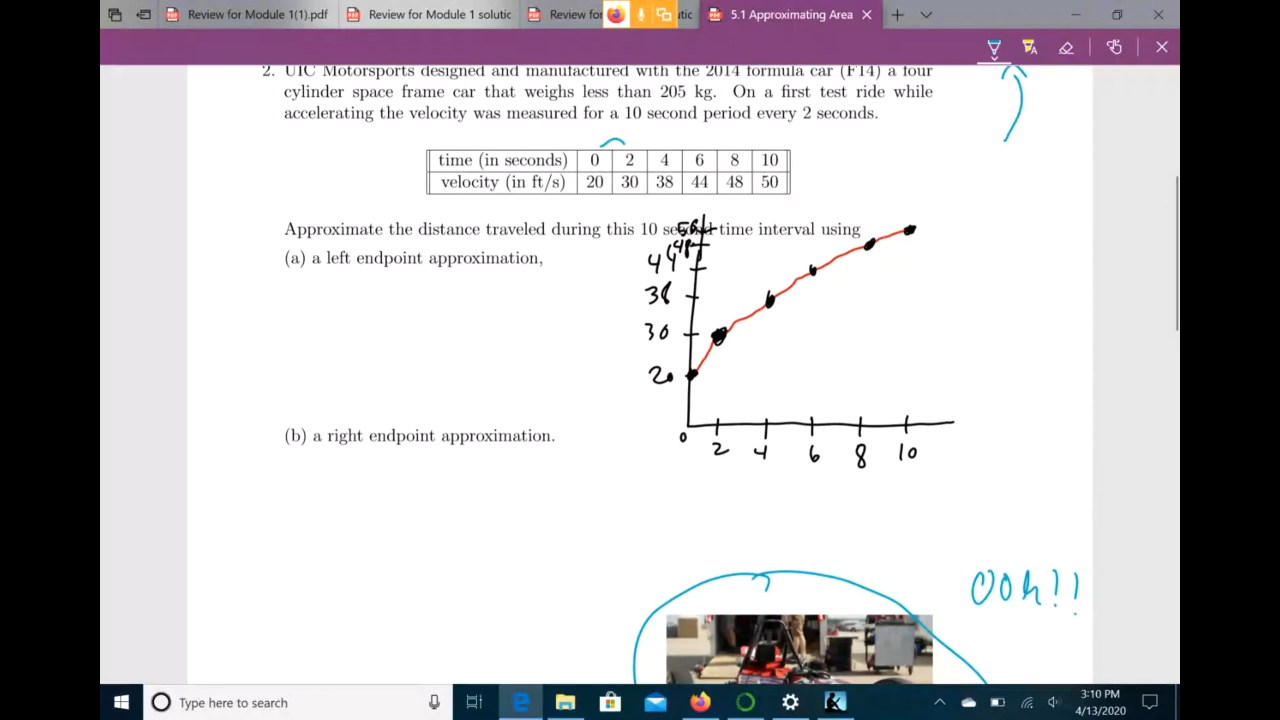 Review for Module 1(1).pdf
Review for Module 1 solutic
Review fo
utic
5.1 Approximating Area
2. UIC Motorsports designed and manufactured with the 2014 formula car (F14) a four
cylinder space frame car that weighs less than 205 kg. On a first test ride while
accelerating the velocity was measured for a 10 second period every 2 seconds.
time (in seconds) 0 2 4 6 8 10
velocity (in ft/s) 20 30 38 44 48 50
Approximate the distance traveled during this 10 second time interval using
(a) a left endpoint approximation,
50
48
44
38
30
20
(b) a right endpoint approximation.
0 2 4 6 8 10
OOh!!
Type here to search
3:10 PM
4/13/2020